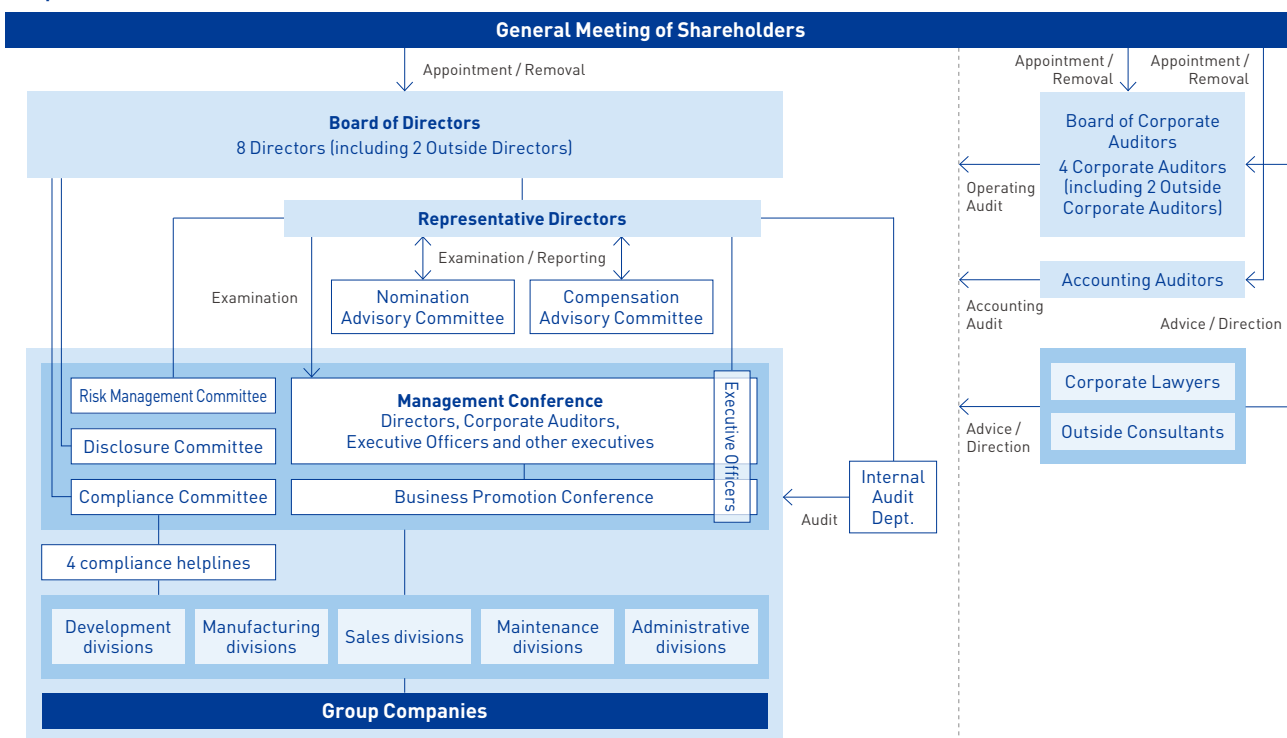 General Meeting of Shareholders
Appointment / Removal
Appointment /
Removal
Appointment /
Removal
Board of Directors
8 Directors (including 2 Outside Directors)
Board of Corporate
Auditors
4 Corporate Auditors
(including 2 Outside
Corporate Auditors)
Operating
Audit
Representative Directors
Examination / Reporting
Examination
Nomination
Advisory Committee
Compensation
Advisory Committee
Accounting Auditors
Accounting
Audit
Advice / Direction
Risk Management Committee
Disclosure Committee
Compliance Committee
Management Conference
Directors, Corporate Auditors,
Executive Officers and other executives
Business Promotion Conference
Executive Officers
Corporate Lawyers
Outside Consultants
Advice /
Direction
Internal
Audit
Dept.
Audit
4 compliance helplines
Development
divisions
Manufacturing
divisions
Sales divisions
Maintenance
divisions
Administrative
divisions
Group Companies